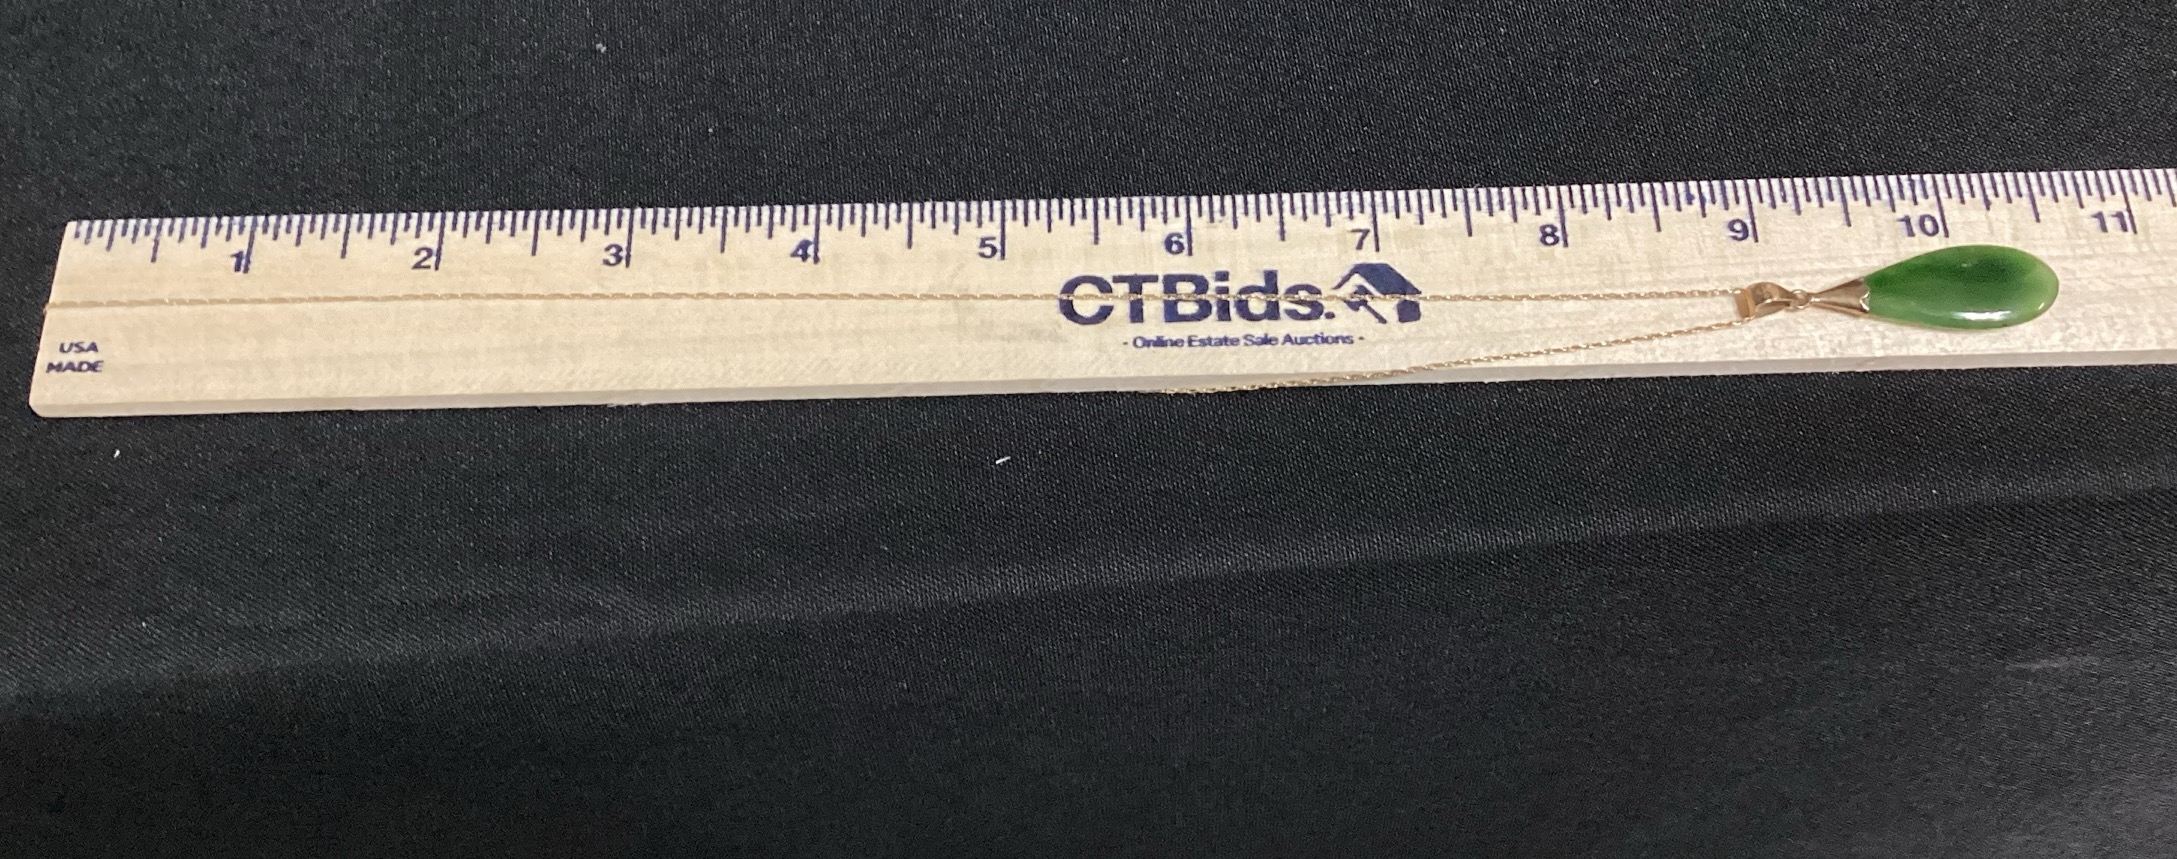 1 2 3 4 5 6 7 8 9 10 11
CTBids.
- Online Estate Sale Auctions -
USA
MADE